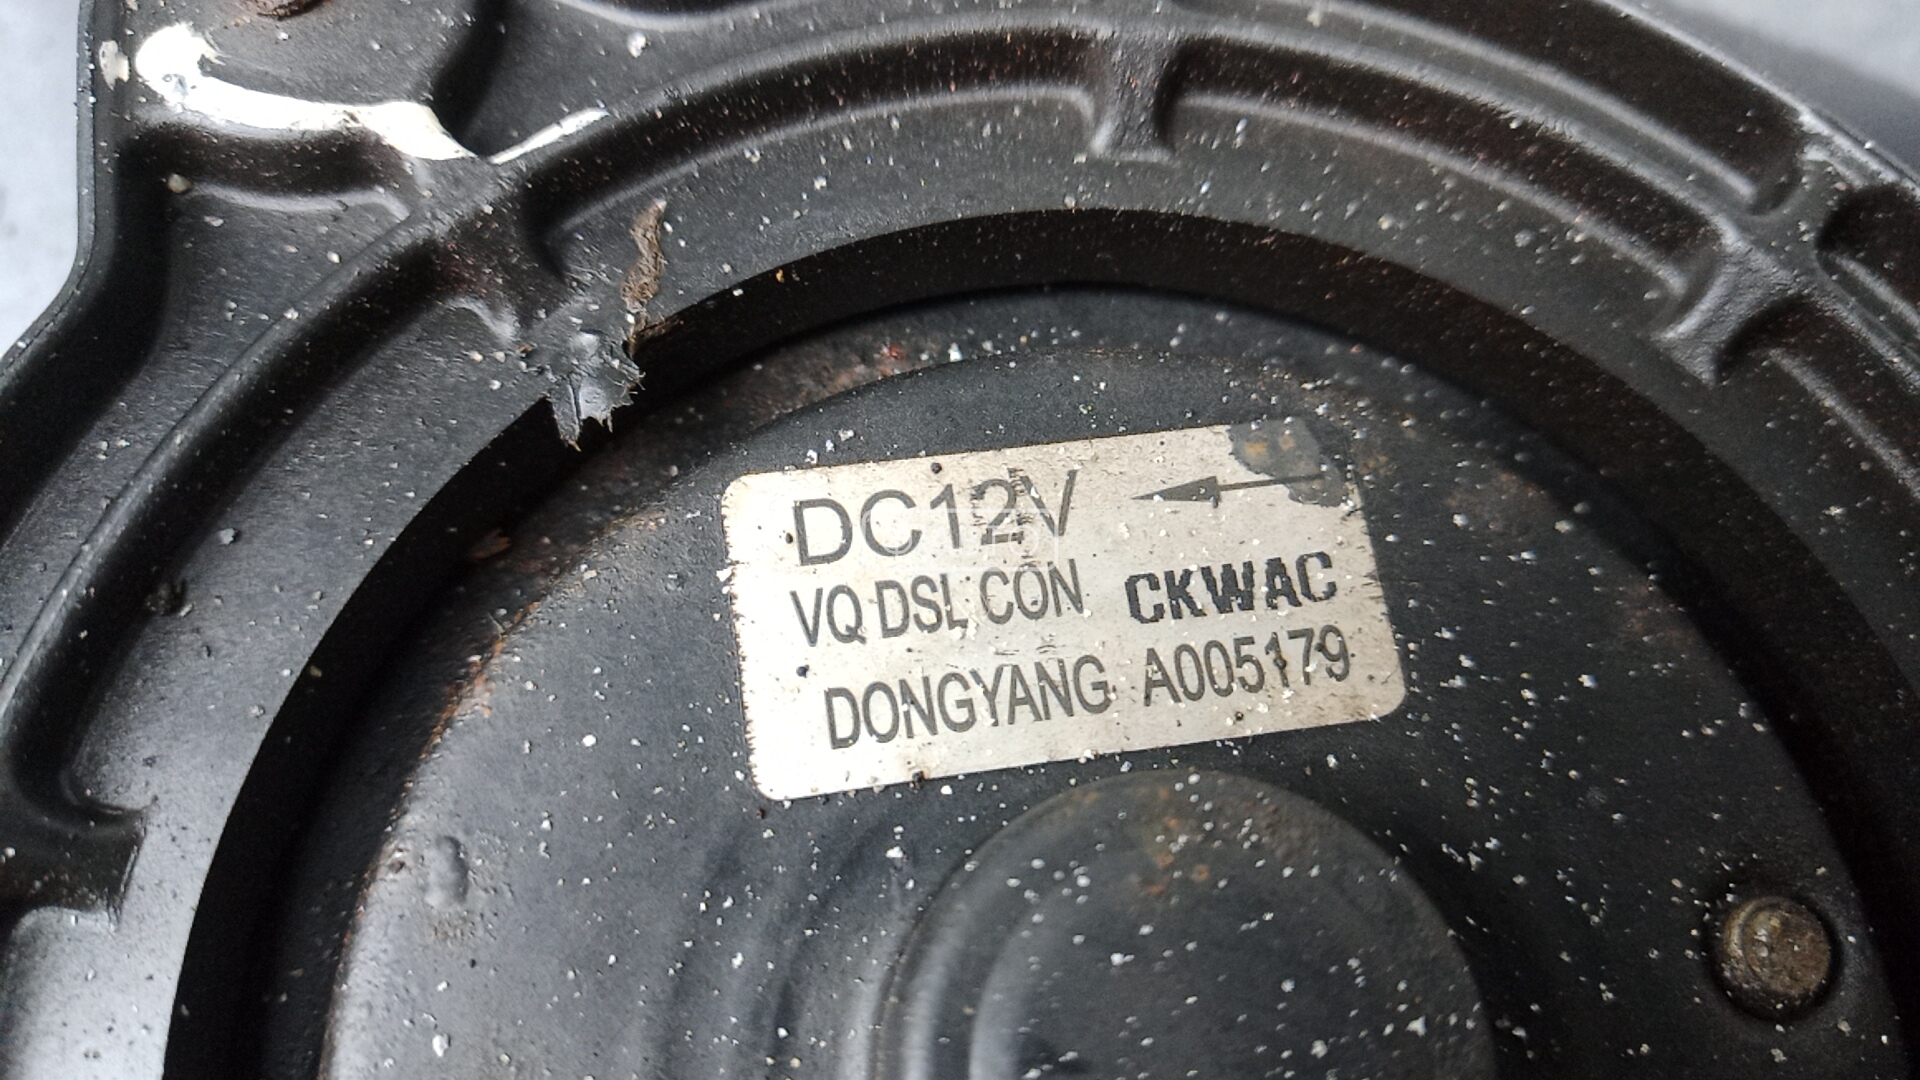 DC12V
VQ DSL CON CKWAC
DONGYANG A005179